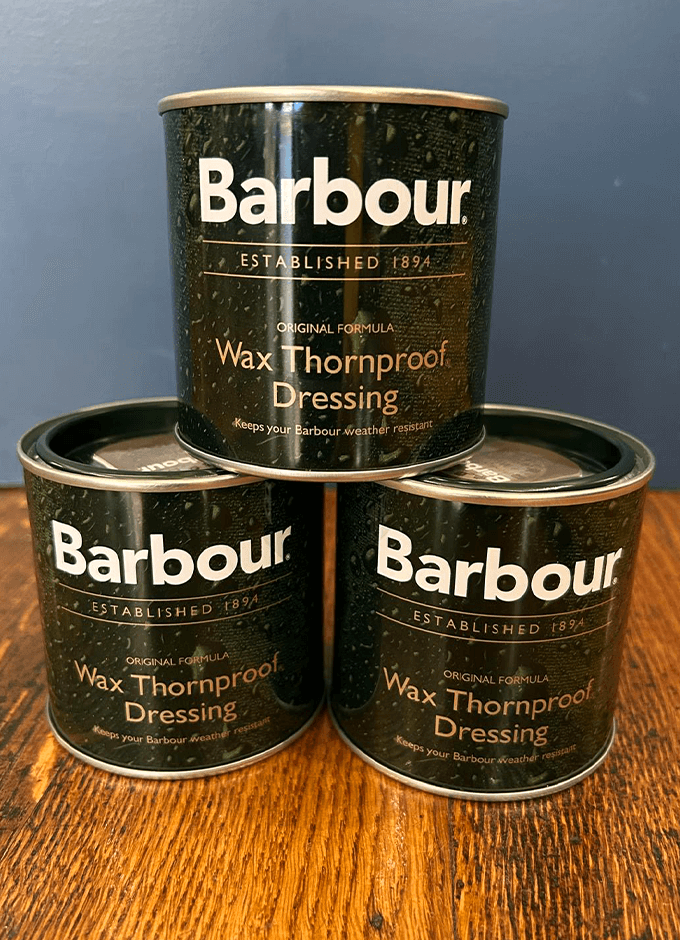 Barbour®
ESTABLISHED 1894
ORIGINAL FORMULA
Wax Thornproof
Dressing
Keeps your Barbour weather resistant
Barbour
Barbour
Barbour
ESTABLISHED 1894
ORIGINAL FORMULA
Wax Thornproof
Dressing
Keeps your Barbour weather resistant
Barbour®
ESTABLISHED 1894
ORIGINAL FORMULA
Wax Thornproof
Dressing
Keeps your Barbour weather resistant